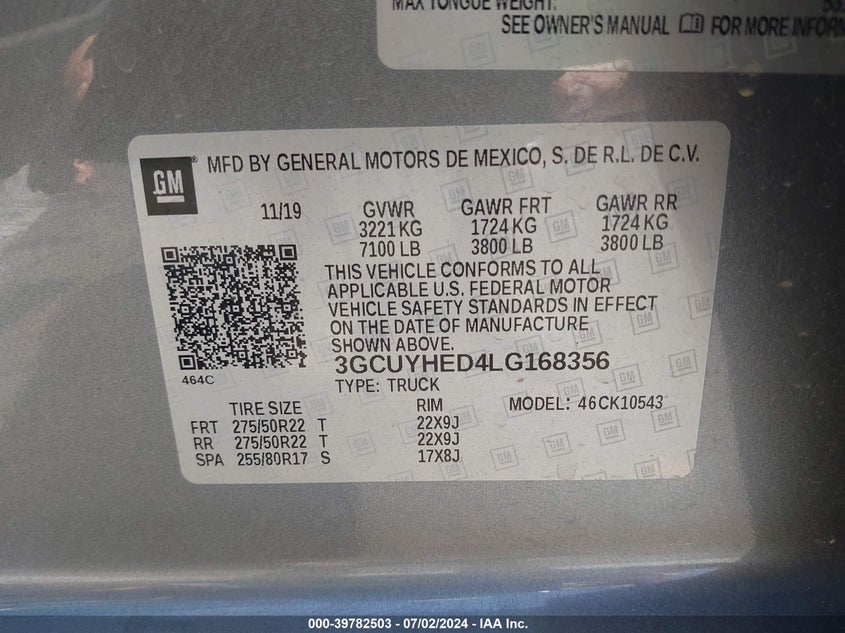 MAX TONGUE WEIGHT:
SEE OWNER'S MANUAL FOR MORE INFORM
GM
MFD BY GENERAL MOTORS DE MEXICO, S. DE R.L. DE C.V.
11/19 GVWR GAWR FRT GAWR RR
3221 KG 1724 KG 1724 KG
7100 LB 3800 LB 3800 LB
THIS VEHICLE CONFORMS TO ALL
APPLICABLE U.S. FEDERAL MOTOR
VEHICLE SAFETY STANDARDS IN EFFECT
ON THE DATE OF MANUFACTURE
SHOWN ABOVE.
3GCUYHED4LG168356
464C
TYPE: TRUCK
TIRE SIZE RIM MODEL: 46CK10543
FRT 275/50R22 T 22X9J
RR 275/50R22 T 22X9J
SPA 255/80R17 S 17X8J
000-39782503 - 07/02/2024 - IAA Inc.